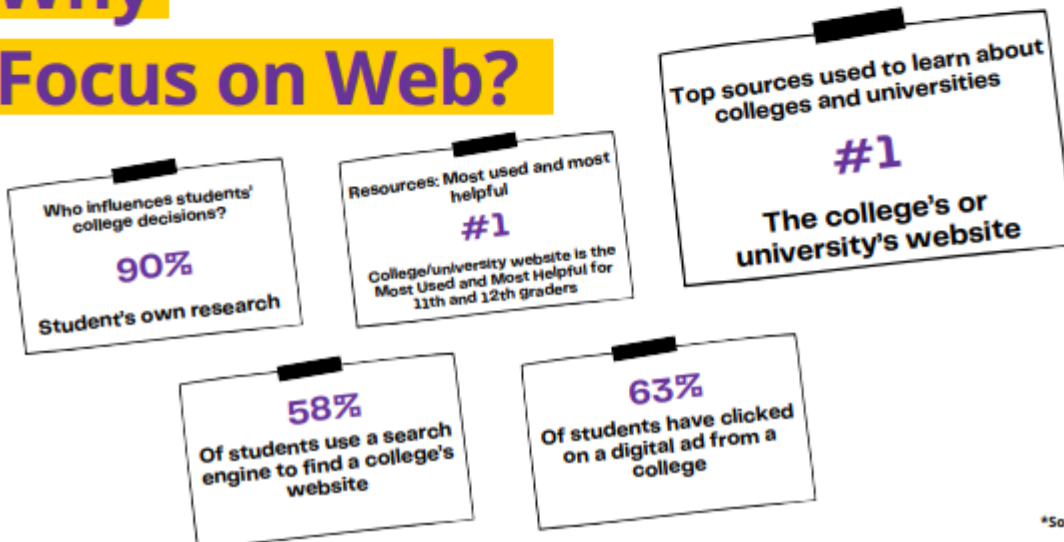 Why
Focus on Web?
Who influences students'
college decisions?
90%
Student's own research
Resources: Most used and most
helpful
#1
College/university website is the
Most Used and Most Helpful for
11th and 12th graders
Top sources used to learn about
colleges and universities
#1
The college's or
university's website
58%
Of students use a search
engine to find a college's
website
63%
Of students have clicked
on a digital ad from a
college